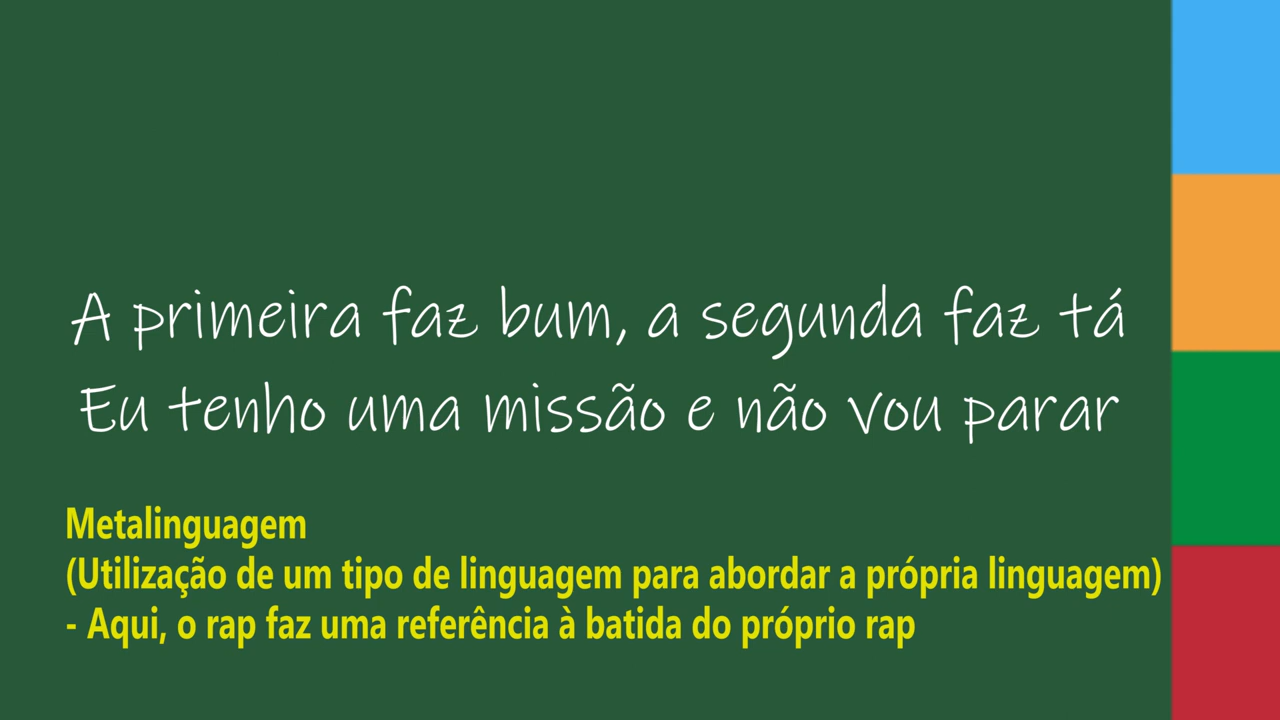 A primeira faz bum, a segunda faz tá
Eu tenho uma missão e não vou parar
Metalinguagem
(Utilização de um tipo de linguagem para abordar a própria linguagem)
- Aqui, o rap faz uma referência à batida do próprio rap